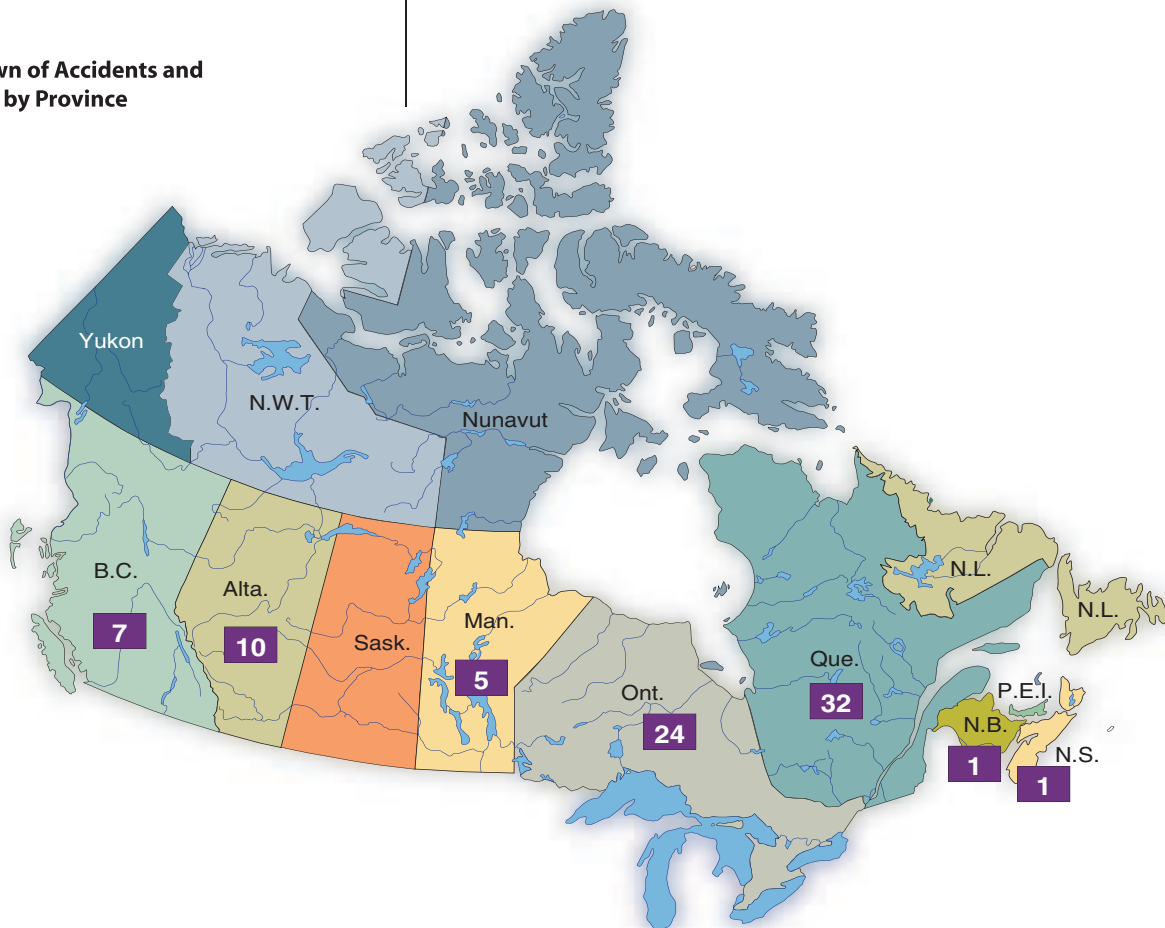 wn of Accidents and
by Province
Yukon
N.W.T.
Nunavut
B.C.
7
Alta.
10
Sask.
Man.
5
Ont.
24
Que.
32
N.L.
N.L.
P.E.I.
N.B.
1
N.S.
1